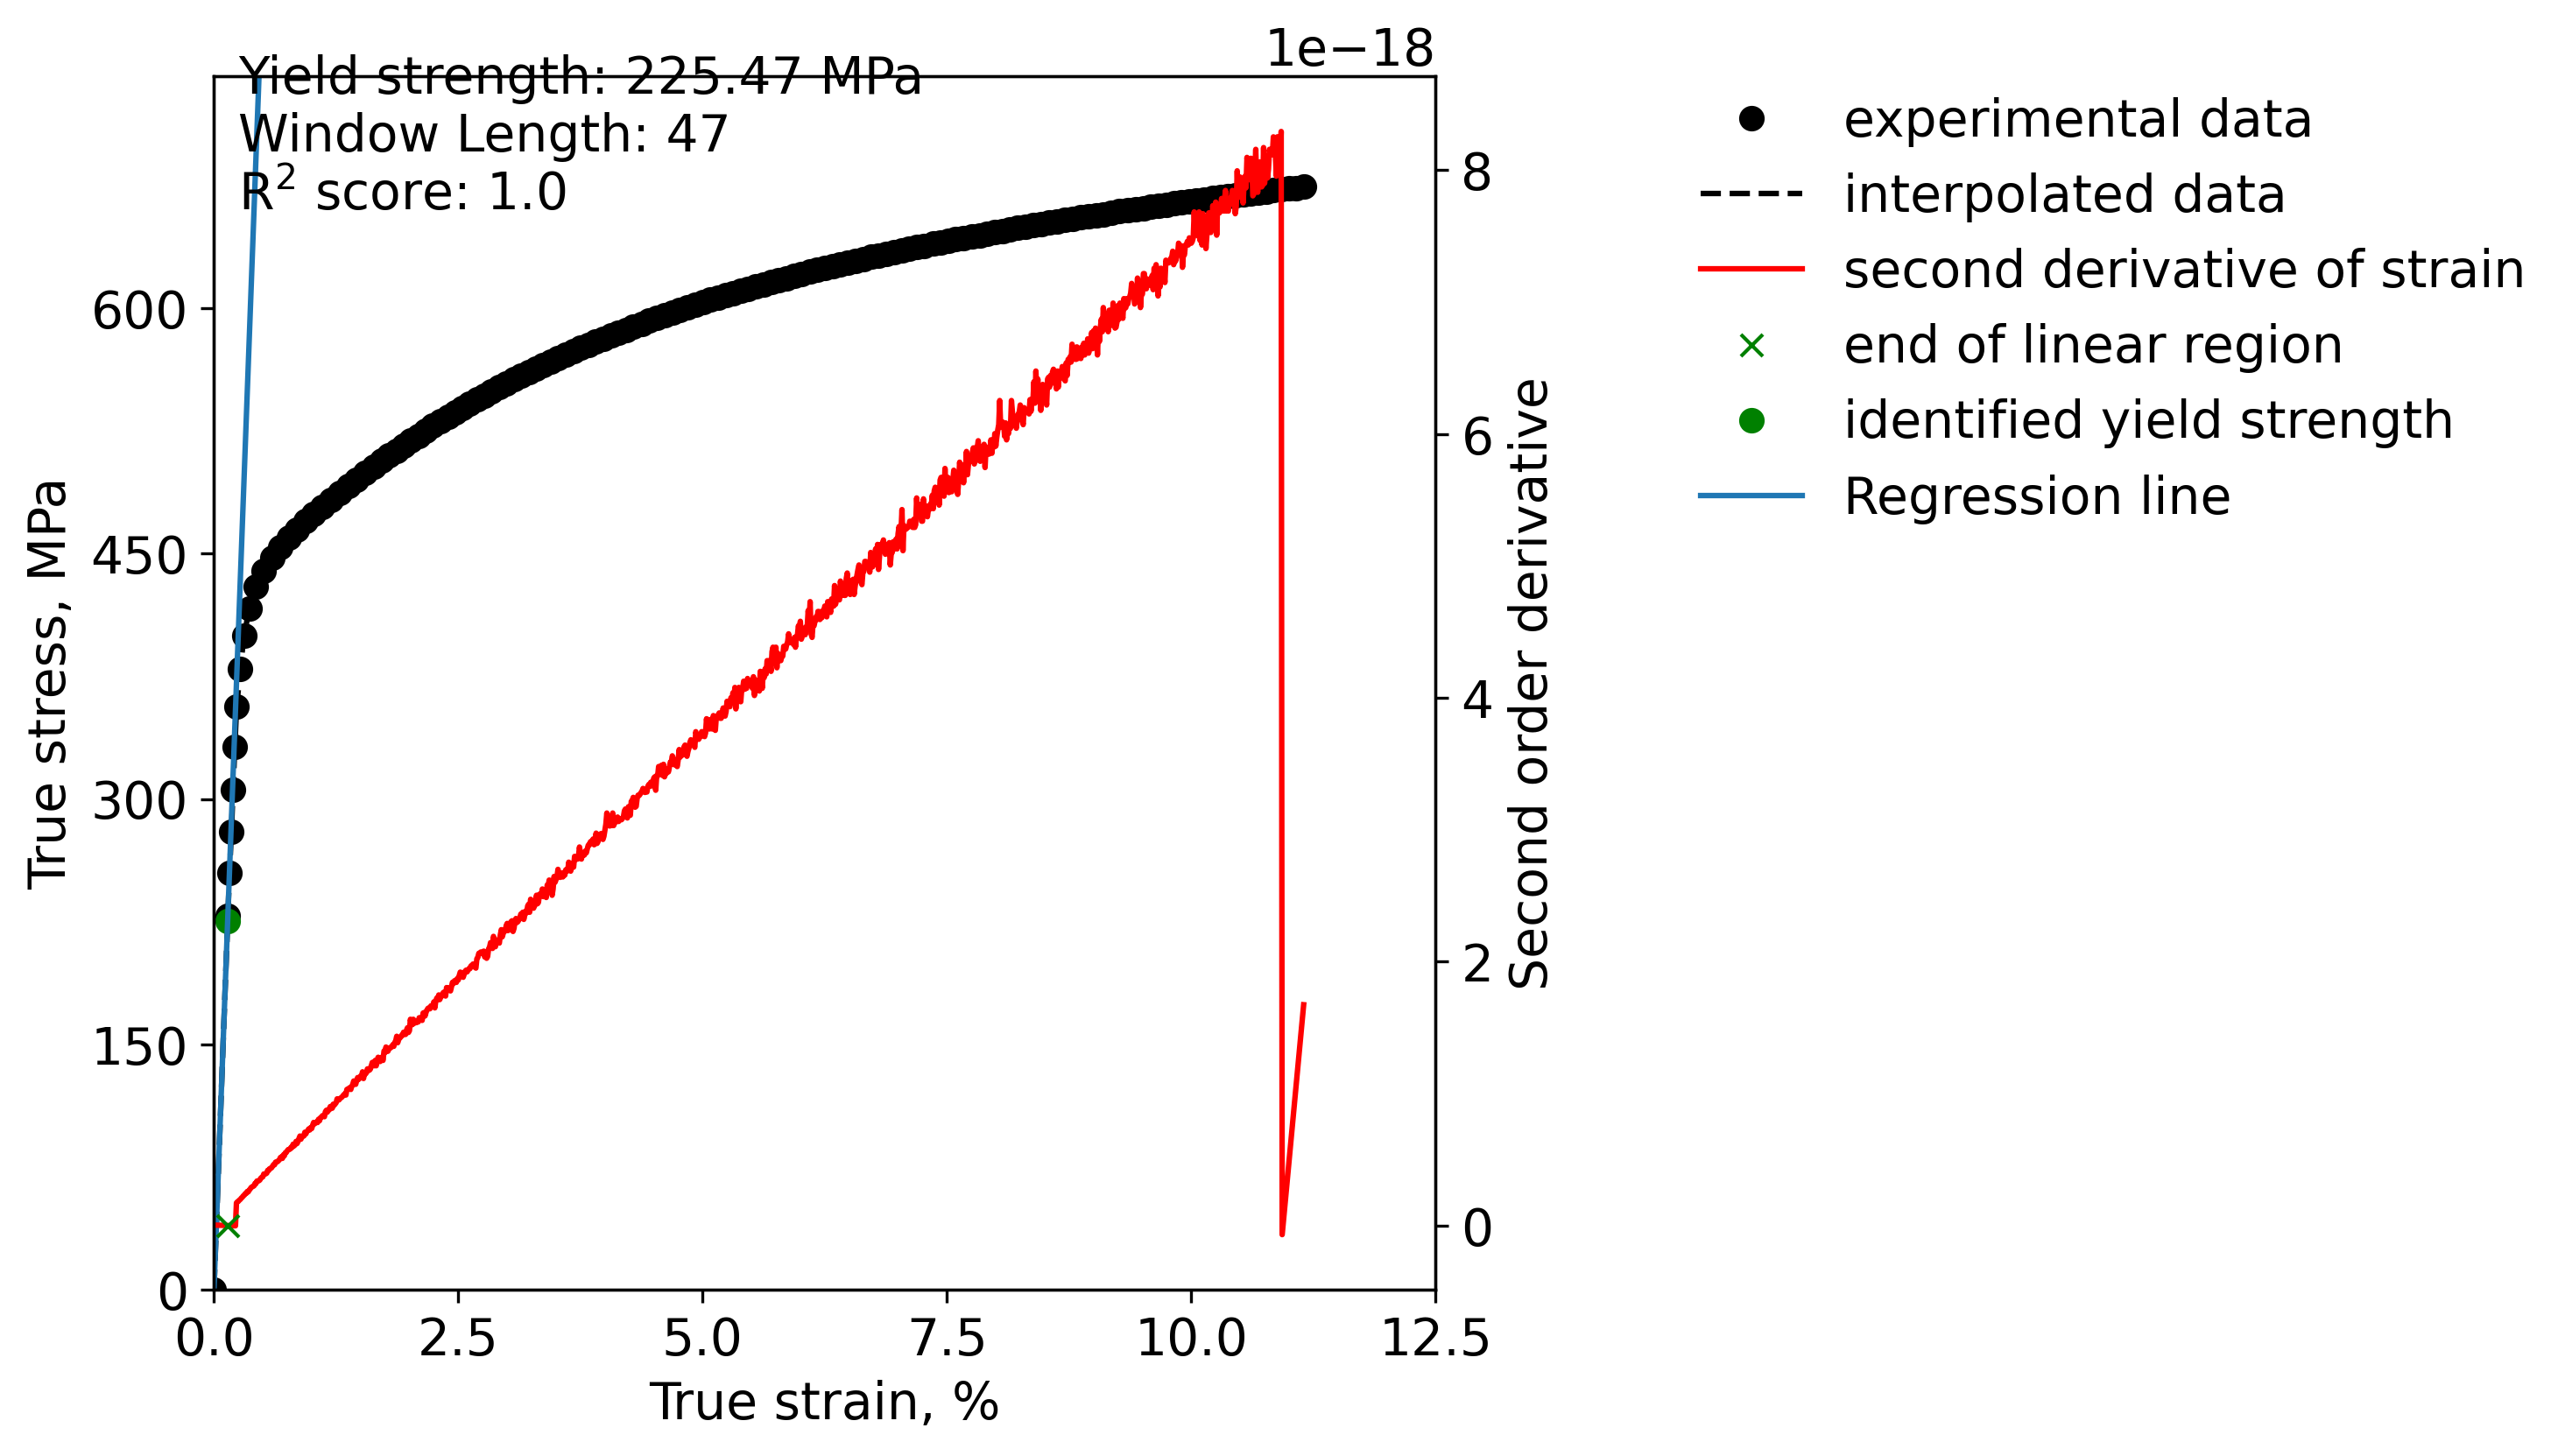 1e−18
Yield strength: 225.47 MPa
Window Length: 47
R² score: 1.0
experimental data
interpolated data
second derivative of strain
end of linear region
identified yield strength
Regression line
True stress, MPa
600
450
300
150
0
8
6
4
2
0
Second order derivative
0.0 2.5 5.0 7.5 10.0 12.5
True strain, %